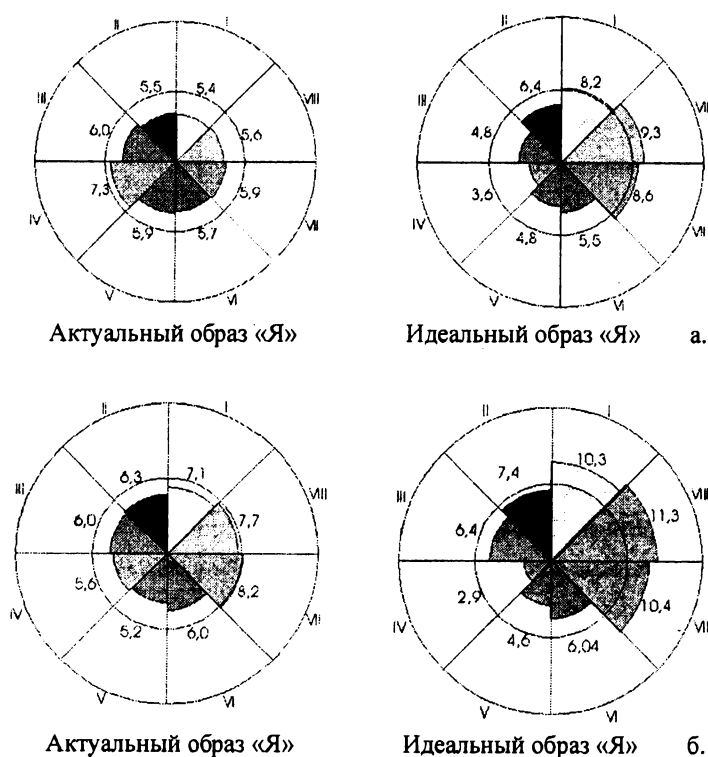 II I
5,5 5,4
III VIII
6,0 5,6
7,3 5,9
IV VII
5,9 5,7
V VI
Актуальный образ «Я»
II I
6,4 8,2
III VIII
4,8 9,3
3,6 8,6
IV VII
4,8 5,5
V VI
Идеальный образ «Я» а.
II I
6,3 7,1
III VIII
6,0 7,7
5,6 8,2
IV VII
5,2 6,0
V VI
Актуальный образ «Я»
II I
7,4 10,3
III VIII
6,4 11,3
2,9 10,4
IV VII
4,6 6,04
V VI
Идеальный образ «Я» б.